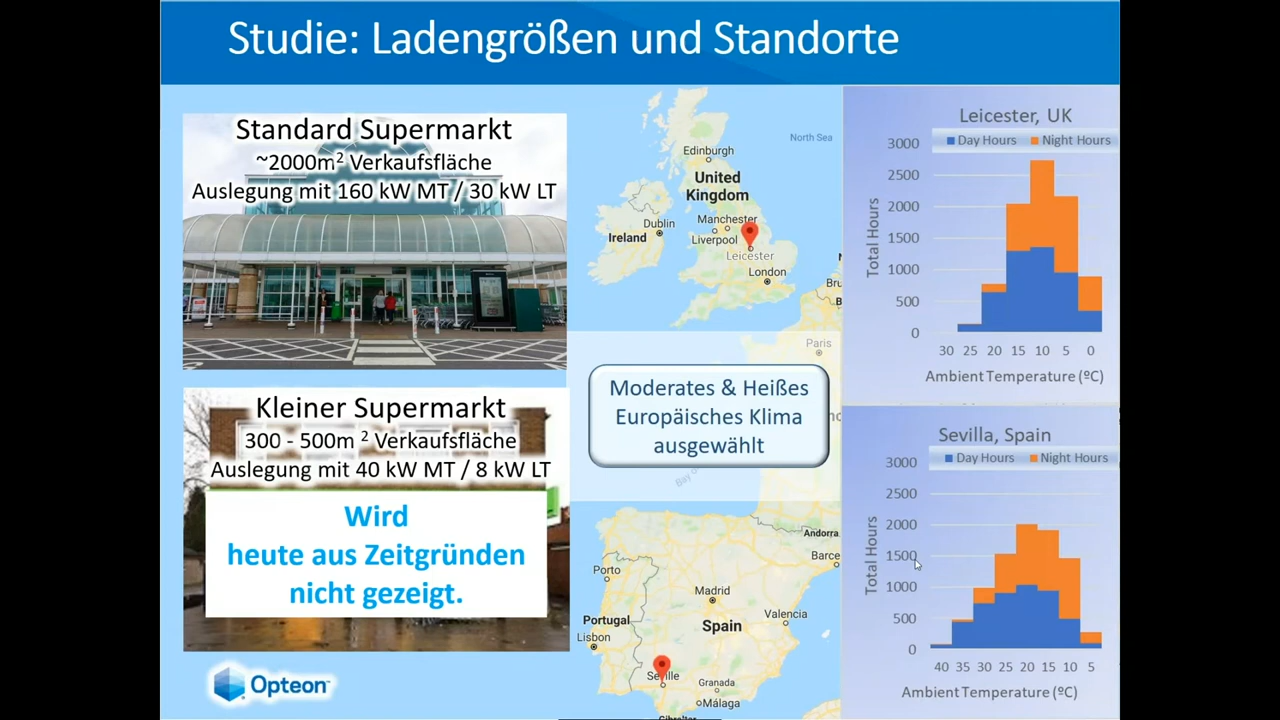 Studie: Ladengrößen und Standorte
Standard Supermarkt
~2000m² Verkaufsfläche
Auslegung mit 160 kW MT / 30 kW LT
Kleiner Supermarkt
300 - 500m ² Verkaufsfläche
Auslegung mit 40 kW MT / 8 kW LT
Wird
heute aus Zeitgründen
nicht gezeigt.
Opteon™
North Sea
Edinburgh
United
Kingdom
Dublin
Manchester
Ireland
Liverpool
Leicester
London
Bru
B
Paris
Moderates & Heißes
Europäisches Klima
ausgewählt
Bay o
Andorra
Barce
Porto
Madrid
Valencia
Portugal
Spain
Lisbon
Seville
Granada
Málaga
Gibraltar
Leicester, UK
Day Hours Night Hours
Total Hours
3000
2500
2000
1500
1000
500
0
30 25 20 15 10 5 0
Ambient Temperature (ºC)
Sevilla, Spain
Day Hours Night Hours
Total Hours
3000
2500
2000
1500
1000
500
0
40 35 30 25 20 15 10 5
Ambient Temperature (ºC)